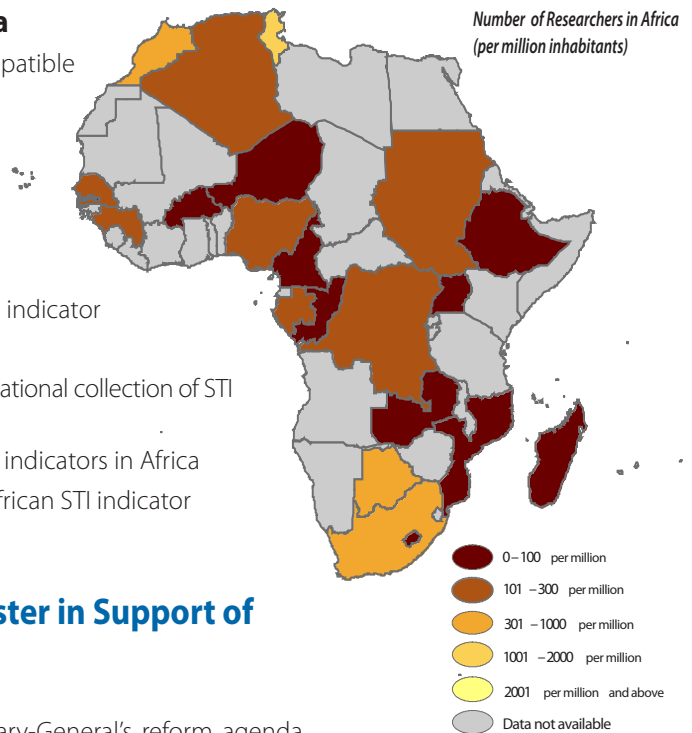 a
Number of Researchers in Africa
(per million inhabitants)
patible
indicator
ational collection of STI
indicators in Africa
frican STI indicator
0–100 per million
101 –300 per million
301 –1000 per million
1001 –2000 per million
2001 per million and above
Data not available
ster in Support of
ary-General's reform agenda